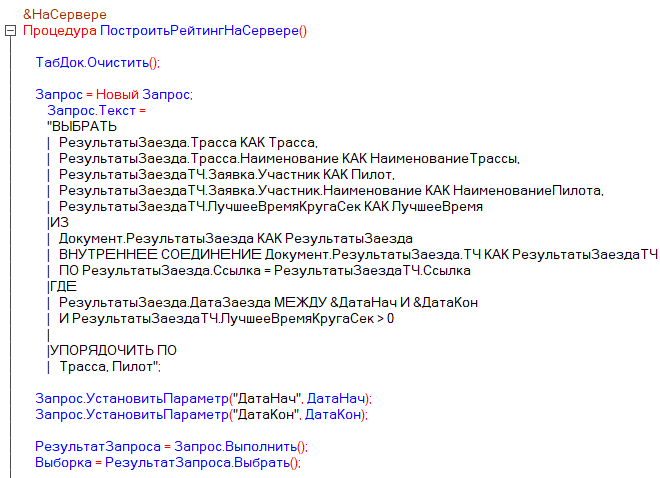 &НаСервере
Процедура ПостроитьРейтингНаСервере()
ТабДок.Очистить();
Запрос = Новый Запрос;
Запрос.Текст =
"ВЫБРАТЬ
| РезультатыЗаезда.Трасса КАК Трасса,
| РезультатыЗаезда.Трасса.Наименование КАК НаименованиеТрассы,
| РезультатыЗаездаТЧ.Заявка.Участник КАК Пилот,
| РезультатыЗаездаТЧ.Заявка.Участник.Наименование КАК НаименованиеПилота,
| РезультатыЗаездаТЧ.ЛучшееВремяКругаСек КАК ЛучшееВремя
|ИЗ
| Документ.РезультатыЗаезда КАК РезультатыЗаезда
| ВНУТРЕННЕЕ СОЕДИНЕНИЕ Документ.РезультатыЗаезда.ТЧ КАК РезультатыЗаездаТЧ
| ПО РезультатыЗаезда.Ссылка = РезультатыЗаездаТЧ.Ссылка
|ГДЕ
| РезультатыЗаезда.ДатаЗаезда МЕЖДУ &ДатаНач И &ДатаКон
| И РезультатыЗаездаТЧ.ЛучшееВремяКругаСек > 0
|
|УПОРЯДОЧИТЬ ПО
| Трасса, Пилот";
Запрос.УстановитьПараметр("ДатаНач", ДатаНач);
Запрос.УстановитьПараметр("ДатаКон", ДатаКон);
РезультатЗапроса = Запрос.Выполнить();
Выборка = РезультатЗапроса.Выбрать();